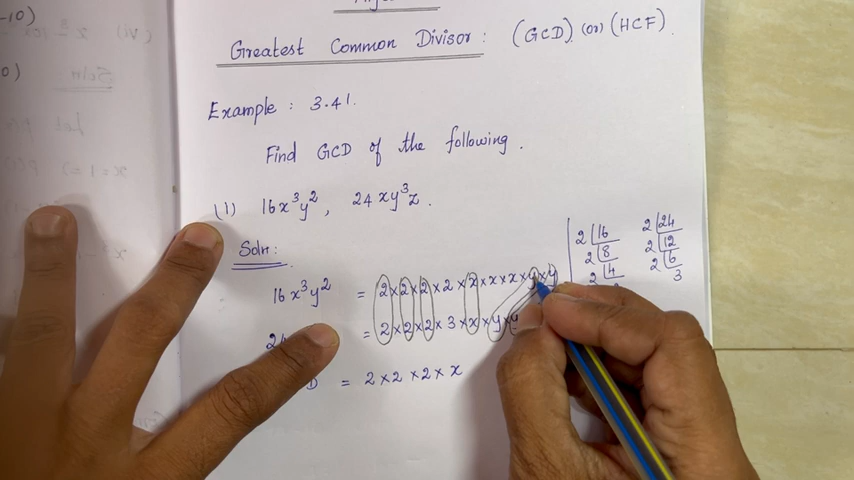 Greatest Common Divisor : (GCD) (or) (HCF)
Example : 3.41.
Find GCD of the following.
(1) 16x³y², 24xy³z.
Soln:
16x³y² = 2×2×2×2×x×x×x×y×y
= 2×2×2×3×x×y×y
= 2×2×2×x
2 16
2 8
2 4
2 24
2 12
2 6
3